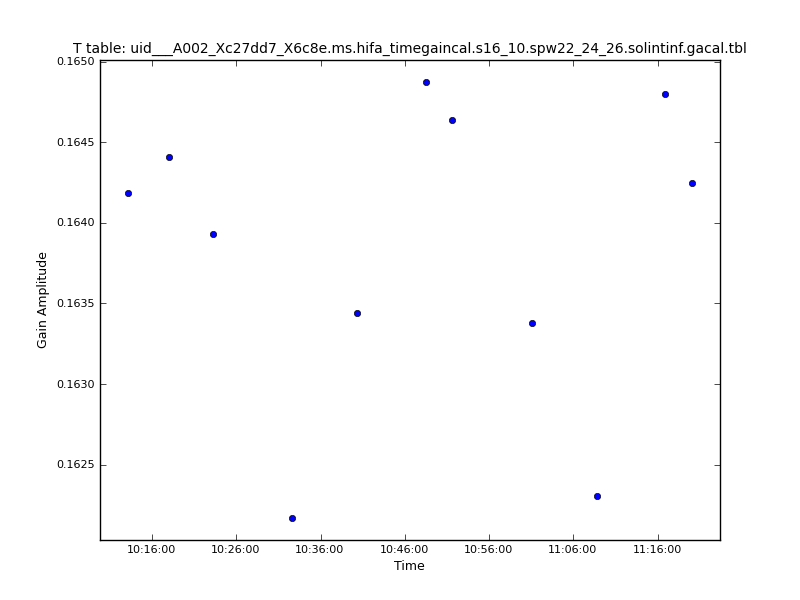 T table: uid___A002_Xc27dd7_X6c8e.ms.hifa_timegaincal.s16_10.spw22_24_26.solintinf.gacal.tbl
0.1650
0.1645
0.1640
0.1635
0.1630
0.1625
Gain Amplitude
10:16:00 10:26:00 10:36:00 10:46:00 10:56:00 11:06:00 11:16:00
Time